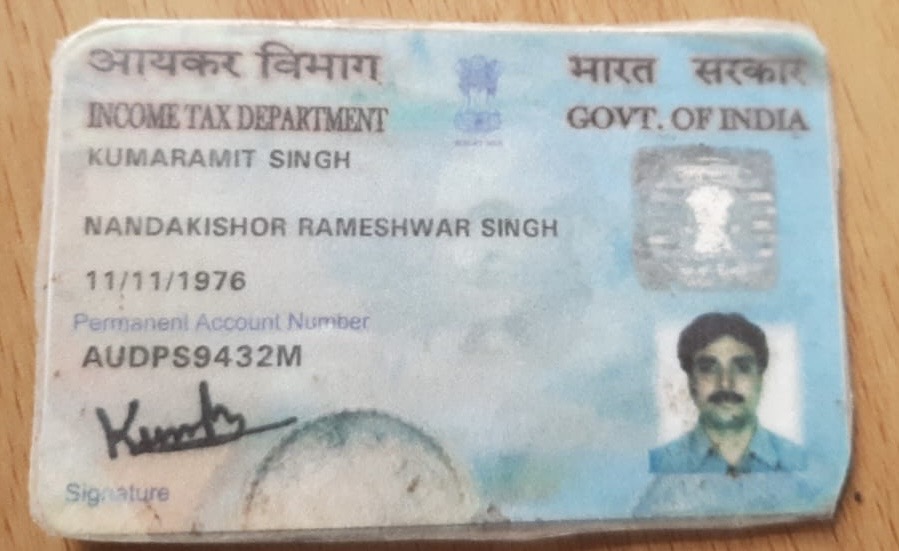 आयकर विभाग
भारत सरकार
INCOME TAX DEPARTMENT
GOVT. OF INDIA
KUMARAMIT SINGH
NANDAKISHOR RAMESHWAR SINGH
11/11/1976
Permanent Account Number
AUDPS9432M
Signature